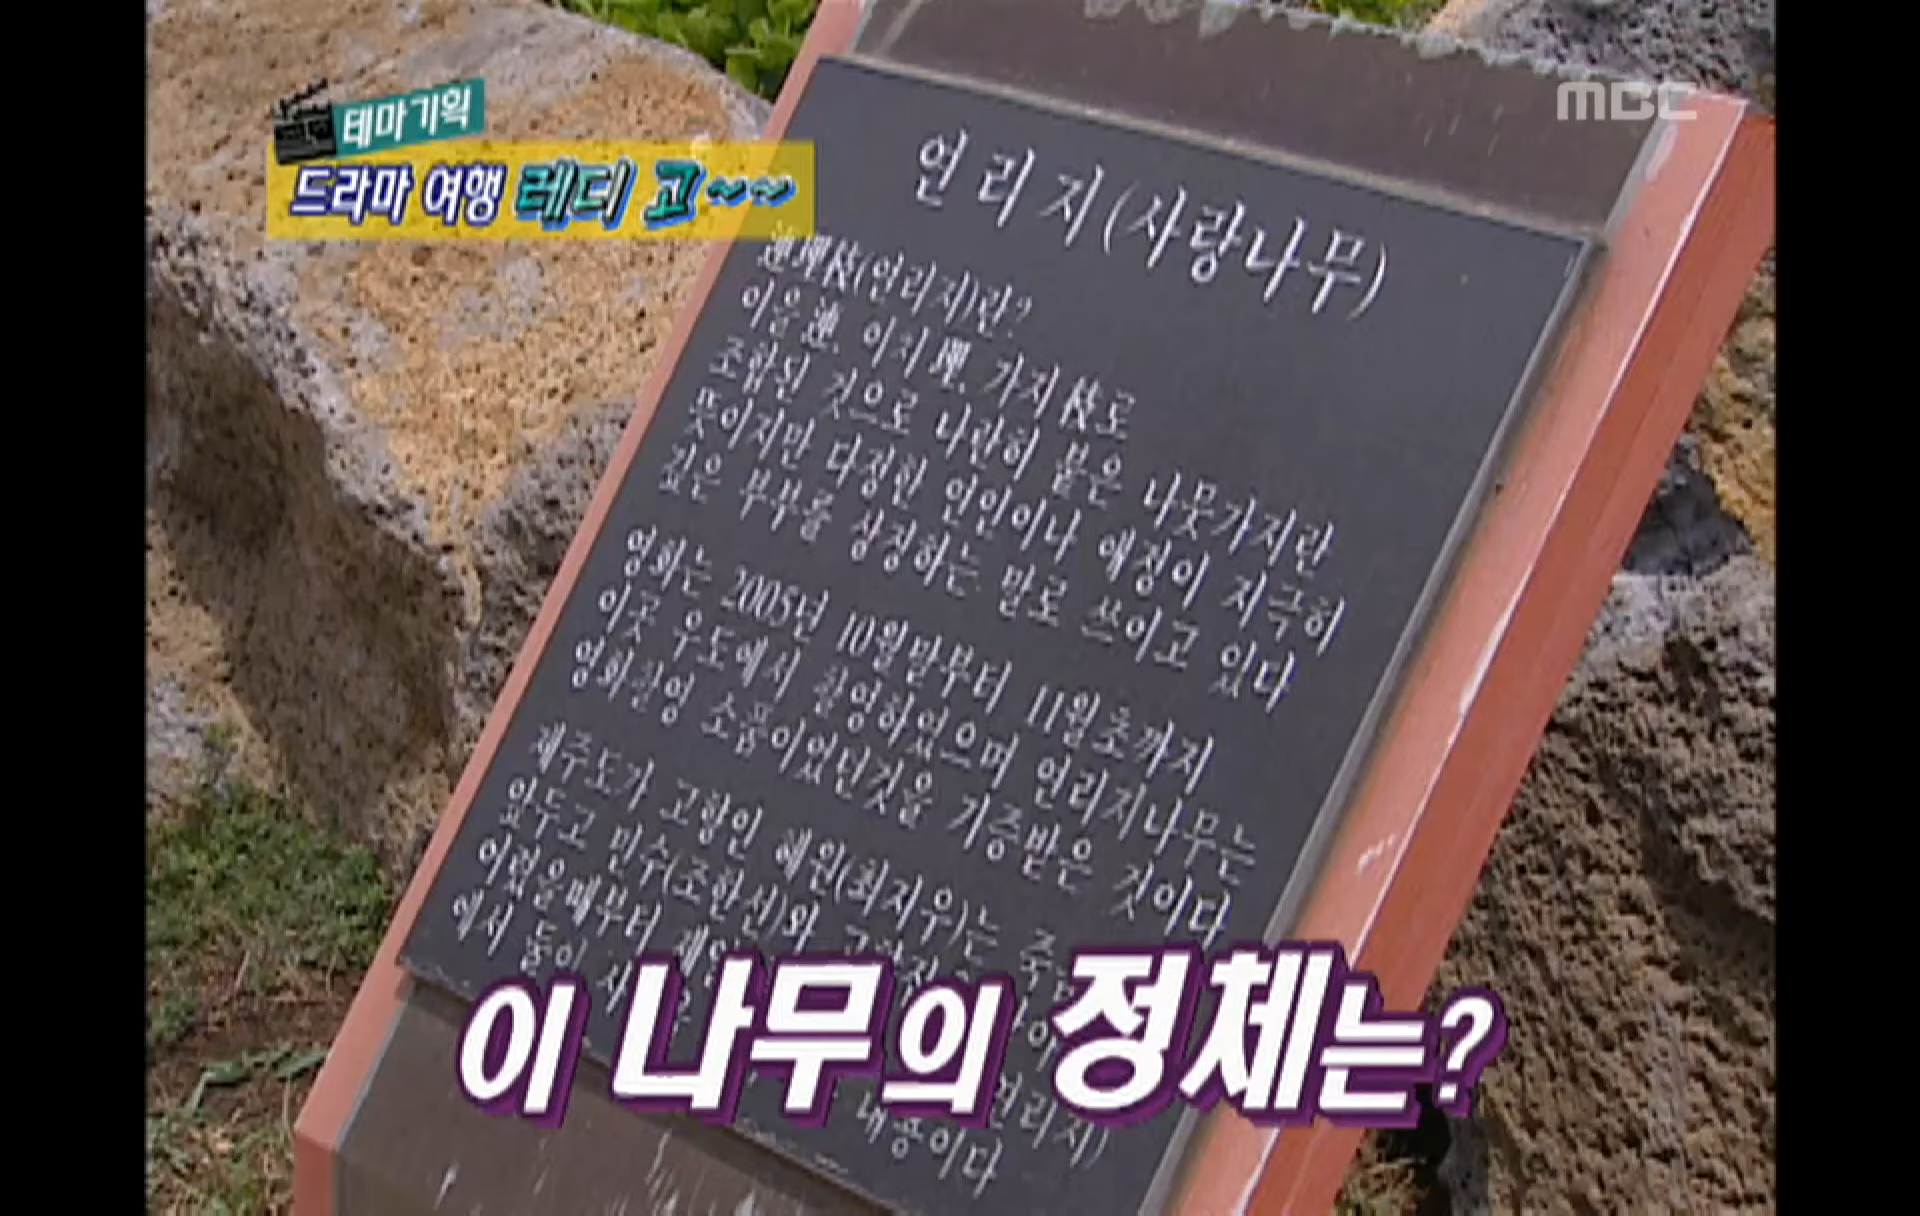 MBC
테마기획
드라마 여행 레디 고~~
연리지(사랑나무)
連理枝(연리지)란?
이을連, 이치理, 가지枝로
조합된 것으로 나란히 붙은 나뭇가지란
뜻이지만 다정한 연인이나 애정이 지극히
깊은 부부를 상징하는 말로 쓰이고 있다
영화는 2005년 10월말부터 11월초까지
이곳 우도에서 촬영하였으며 연리지나무는
영화촬영 소품이었던것을 기증받은 것이다
제주도가 고향인 혜원(최지우)는
앞두고 민수(조한선)와
이렀을때부터
에서 둘이
내용이다
이 나무의 정체는?